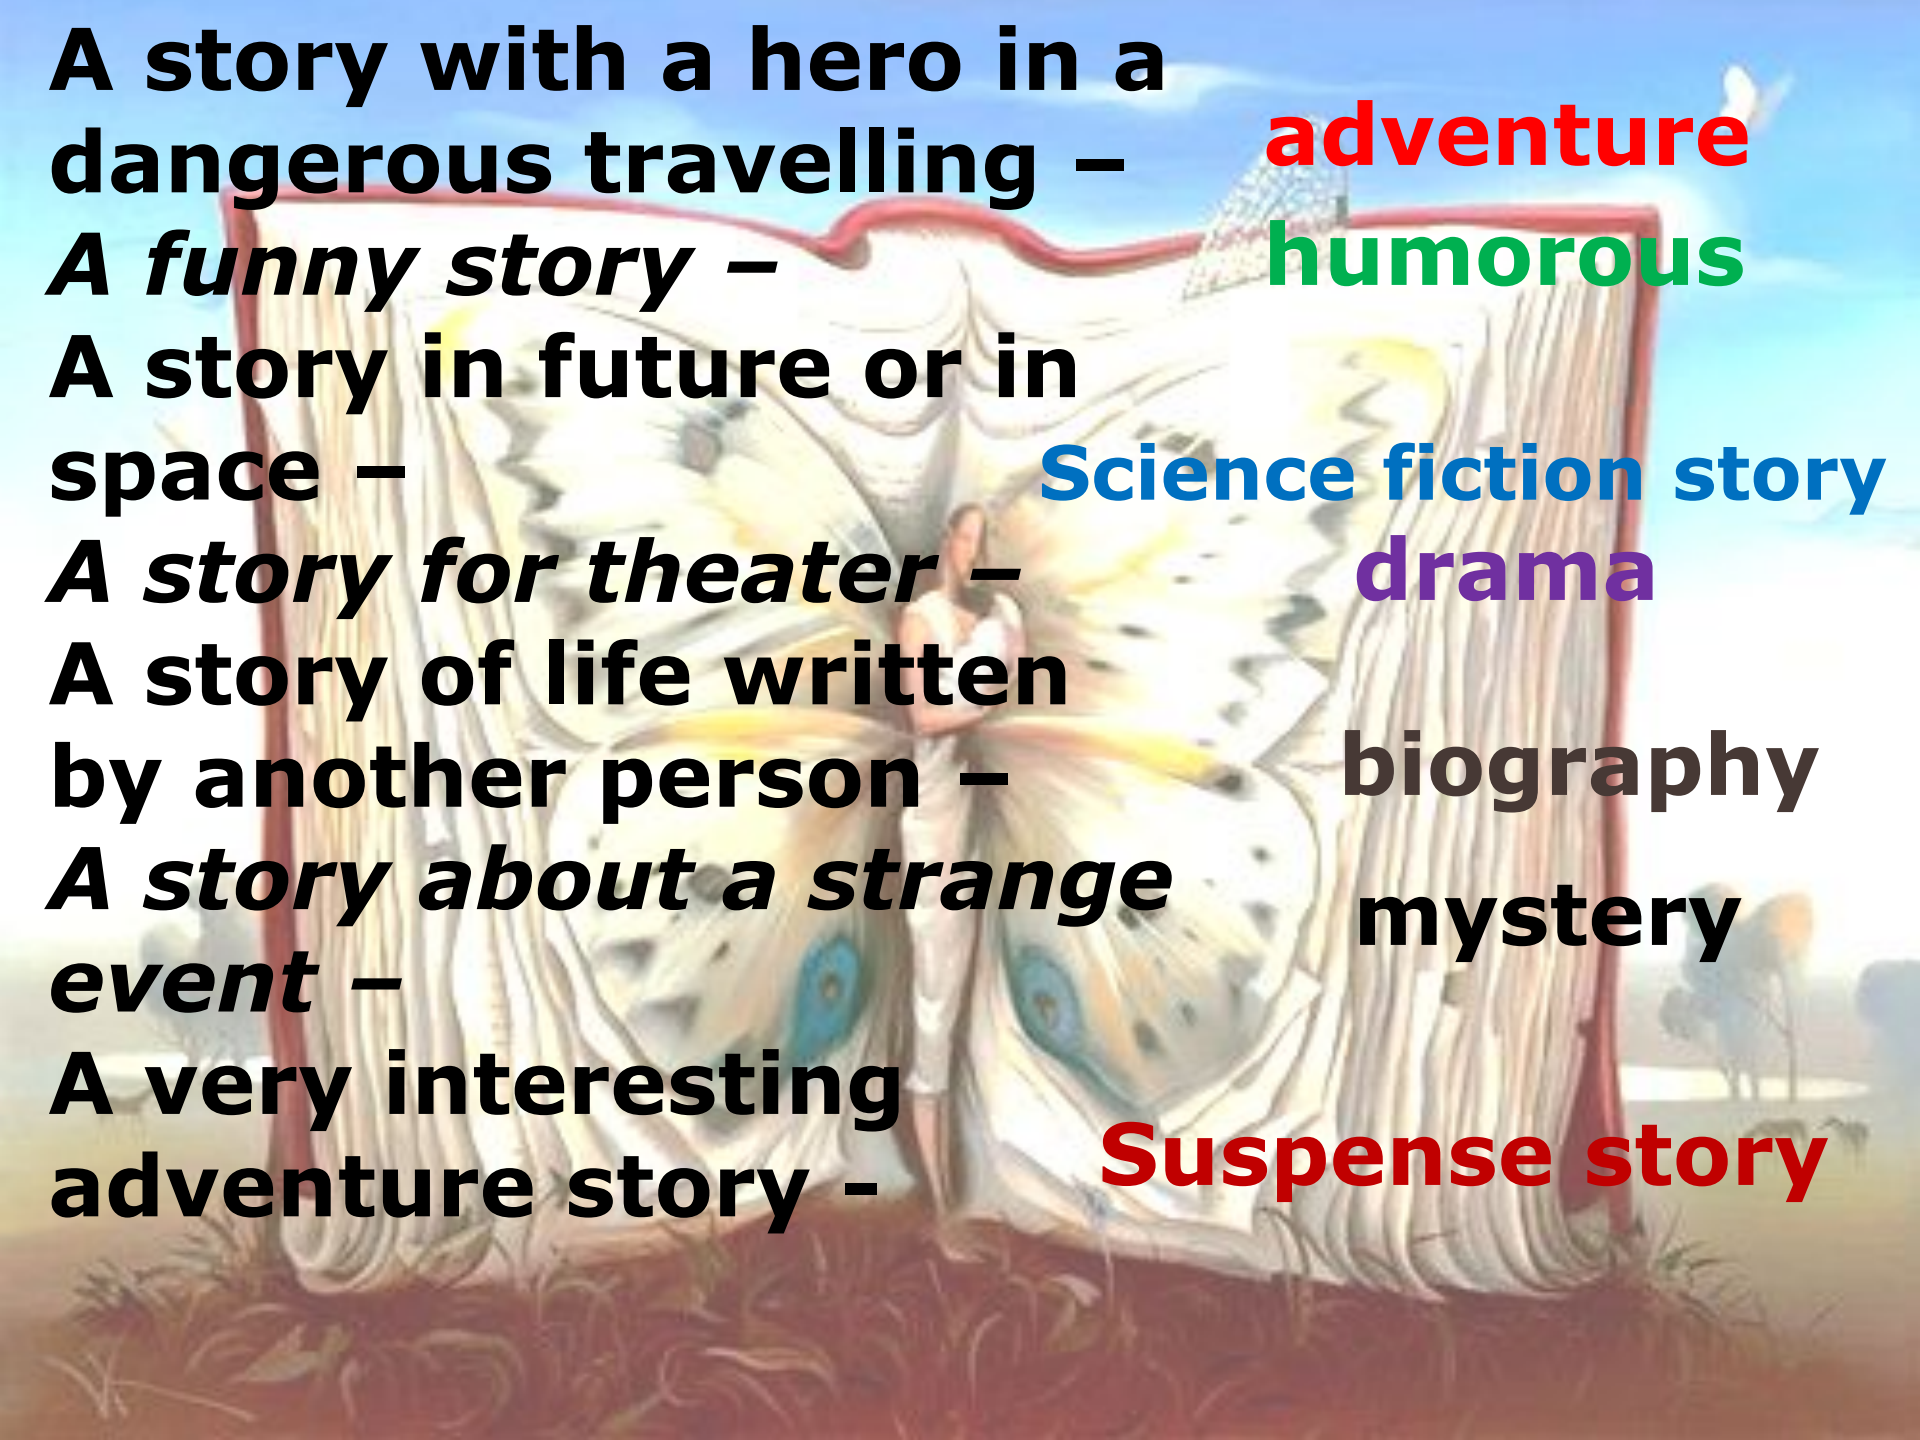 A story with a hero in a
dangerous travelling –
adventure
A funny story –
humorous
A story in future or in
space –
Science fiction story
A story for theater –
drama
A story of life written
by another person –
biography
A story about a strange
event –
mystery
A very interesting
adventure story -
Suspense story